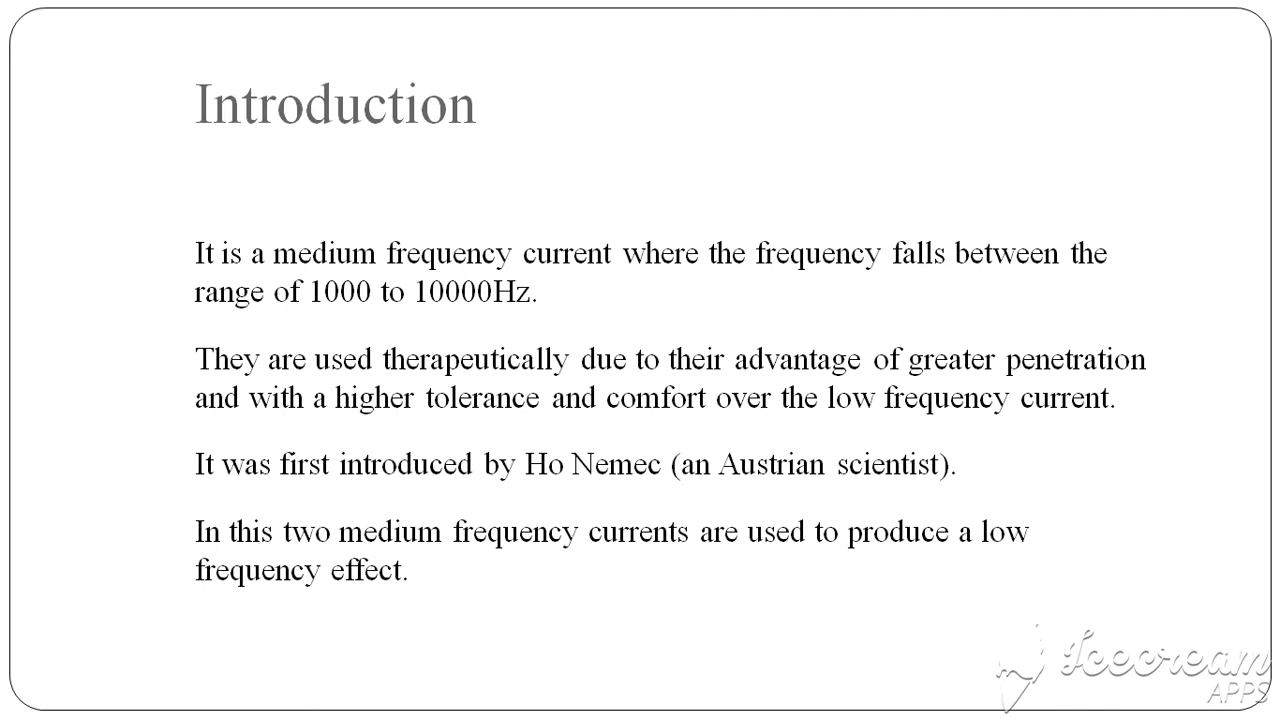 Introduction
It is a medium frequency current where the frequency falls between the
range of 1000 to 10000Hz.
They are used therapeutically due to their advantage of greater penetration
and with a higher tolerance and comfort over the low frequency current.
It was first introduced by Ho Nemec (an Austrian scientist).
In this two medium frequency currents are used to produce a low
frequency effect.
Icecream
APPS